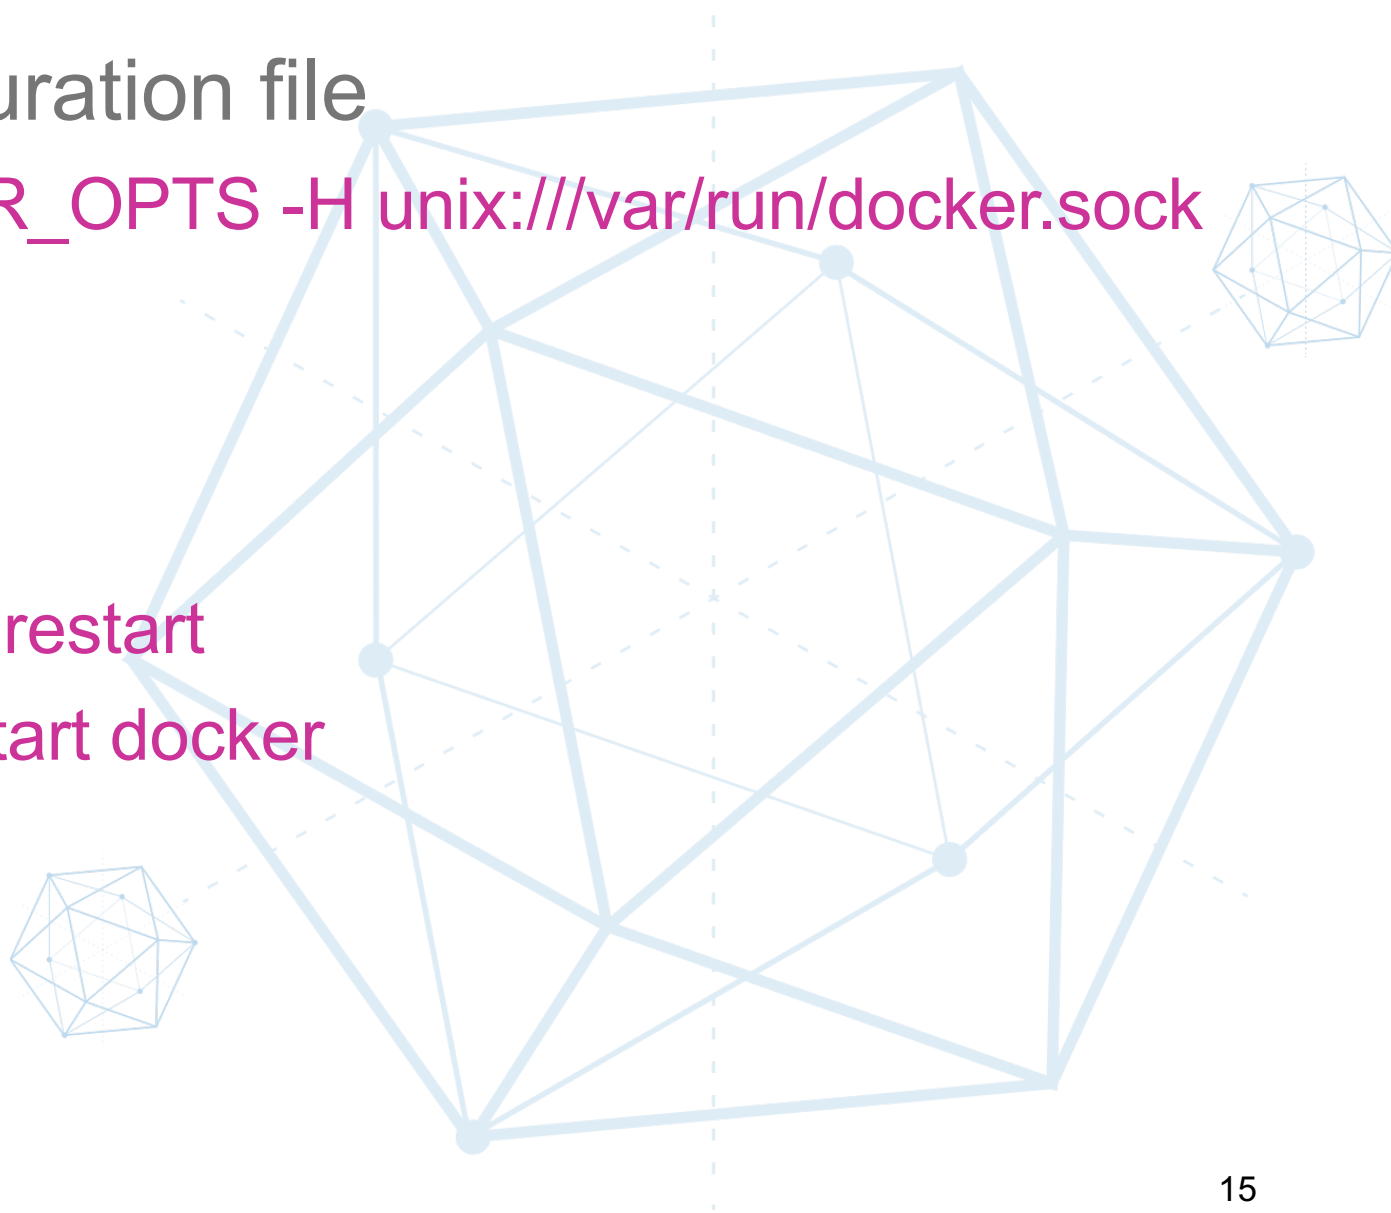 uration file
R_OPTS -H unix:///var/run/docker.sock
restart
tart docker
15